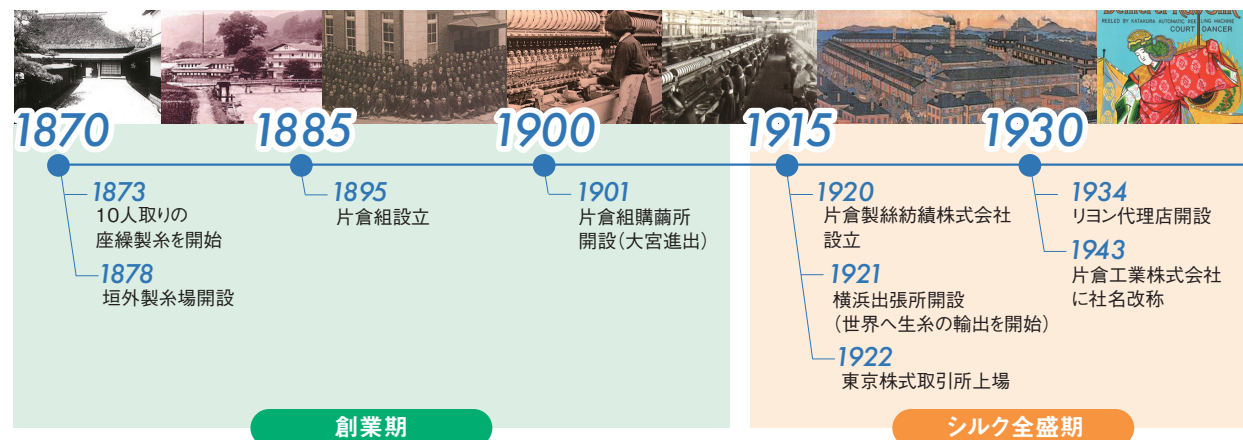 REELED BY KATAKURA AUTOMATIC REELING MACHINE
COURT DANCER
1870
1885
1900
1915
1930
1873
10人取りの
座繰製糸を開始
1878
垣外製糸場開設
1895
片倉組設立
1901
片倉組購繭所
開設（大宮進出）
1920
片倉製絲紡績株式会社
設立
1921
横浜出張所開設
（世界へ生糸の輸出を開始）
1922
東京株式取引所上場
1934
リヨン代理店開設
1943
片倉工業株式会社
に社名改称
創業期
シルク全盛期